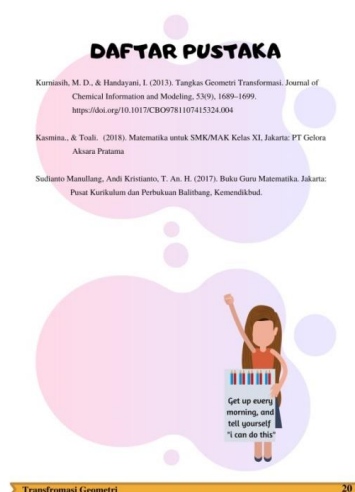 DAFTAR PUSTAKA
Kurniasih, M. D., & Handayani, I. (2013). Tangkas Geometri Transformasi. Journal of
Chemical Information and Modeling, 53(9), 1689–1699.
https://doi.org/10.1017/CBO9781107415324.004
Kasmina., & Toali. (2018). Matematika untuk SMK/MAK Kelas XI, Jakarta: PT Gelora
Aksara Pratama
Sudianto Manullang, Andi Kristianto, T. An. H. (2017). Buku Guru Matematika. Jakarta:
Pusat Kurikulum dan Perbukuan Balitbang, Kemendikbud.
Get up every
morning, and
tell yourself
"i can do this"
Transfromasi Geometri 20